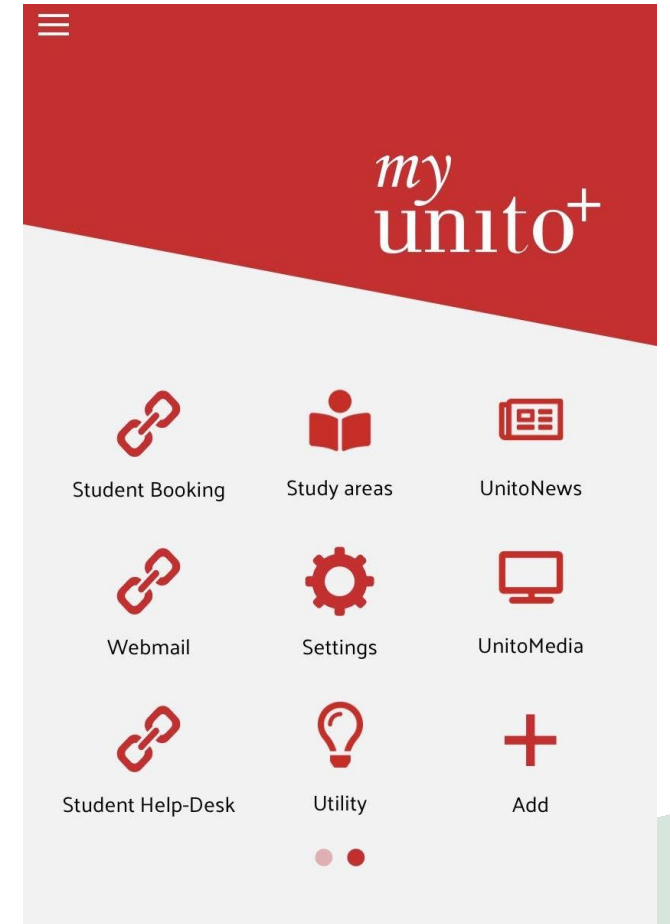 my
unito+
Student Booking
Study areas
UnitoNews
Webmail
Settings
UnitoMedia
Student Help-Desk
Utility
Add